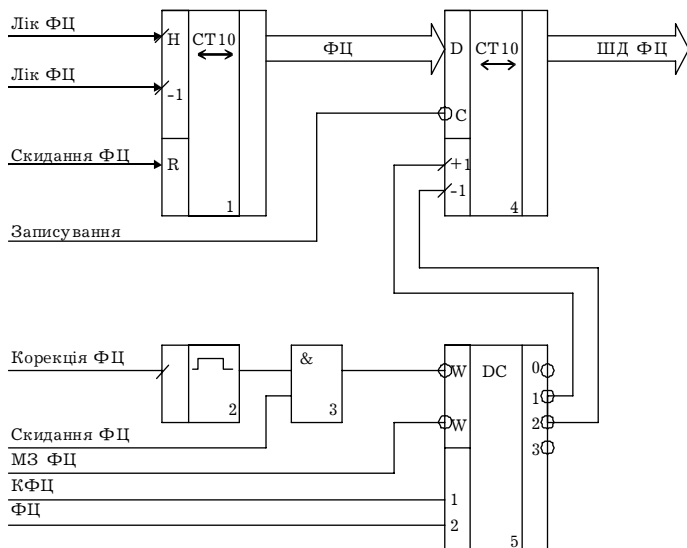 Лік ФЦ
Н
СТ10
ФЦ
D
СТ10
ШД ФЦ
Лік ФЦ
-1
С
Скидання ФЦ
R
+1
-1
1
4
Записування
Корекція ФЦ
&
W
DC
0
1
2
3
2
3
Скидання ФЦ
W
МЗ ФЦ
КФЦ
1
ФЦ
2
5